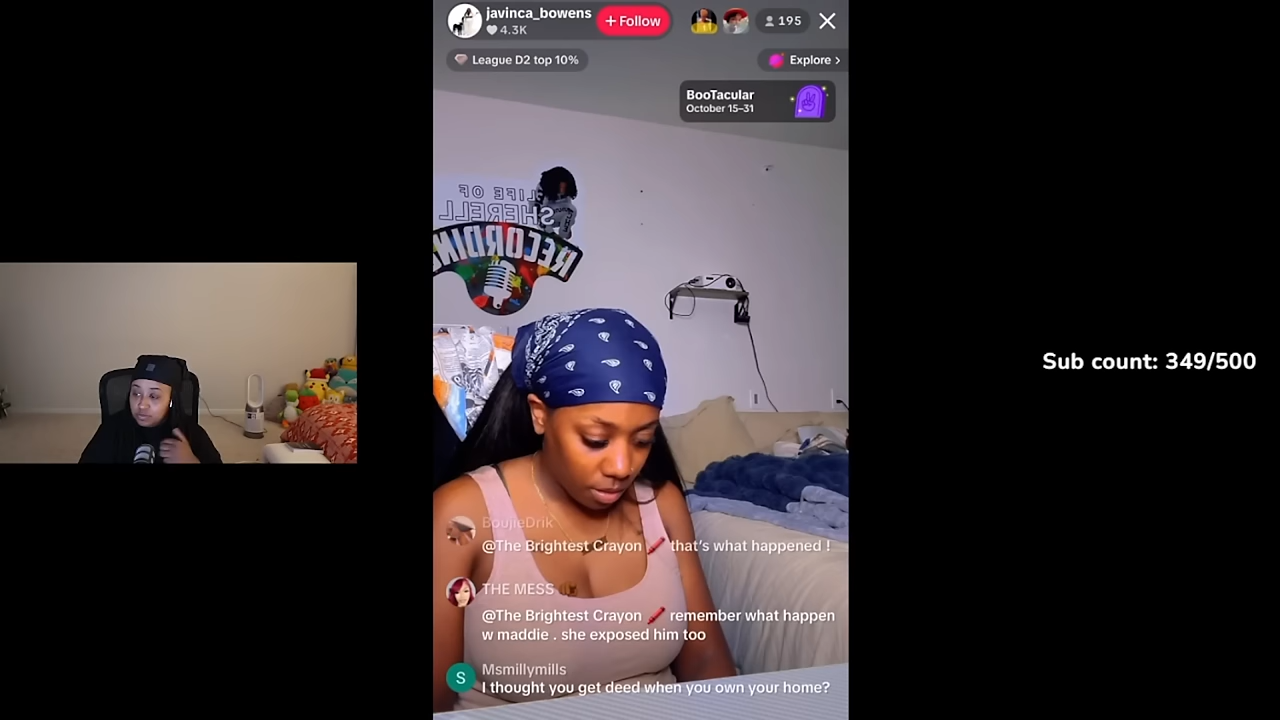 javinca_bowens
+ Follow
195
4.3K
League D2 top 10%
Explore >
BooTacular
October 15–31
LIFE OF
SHERELL
RECORDIN
Sub count: 349/500
BoujieDrik
@The Brightest Crayon 🖍️ that's what happened !
THE MESS
@The Brightest Crayon 🖍️ remember what happen
w maddie . she exposed him too
S
Msmillymills
I thought you get deed when you own your home?